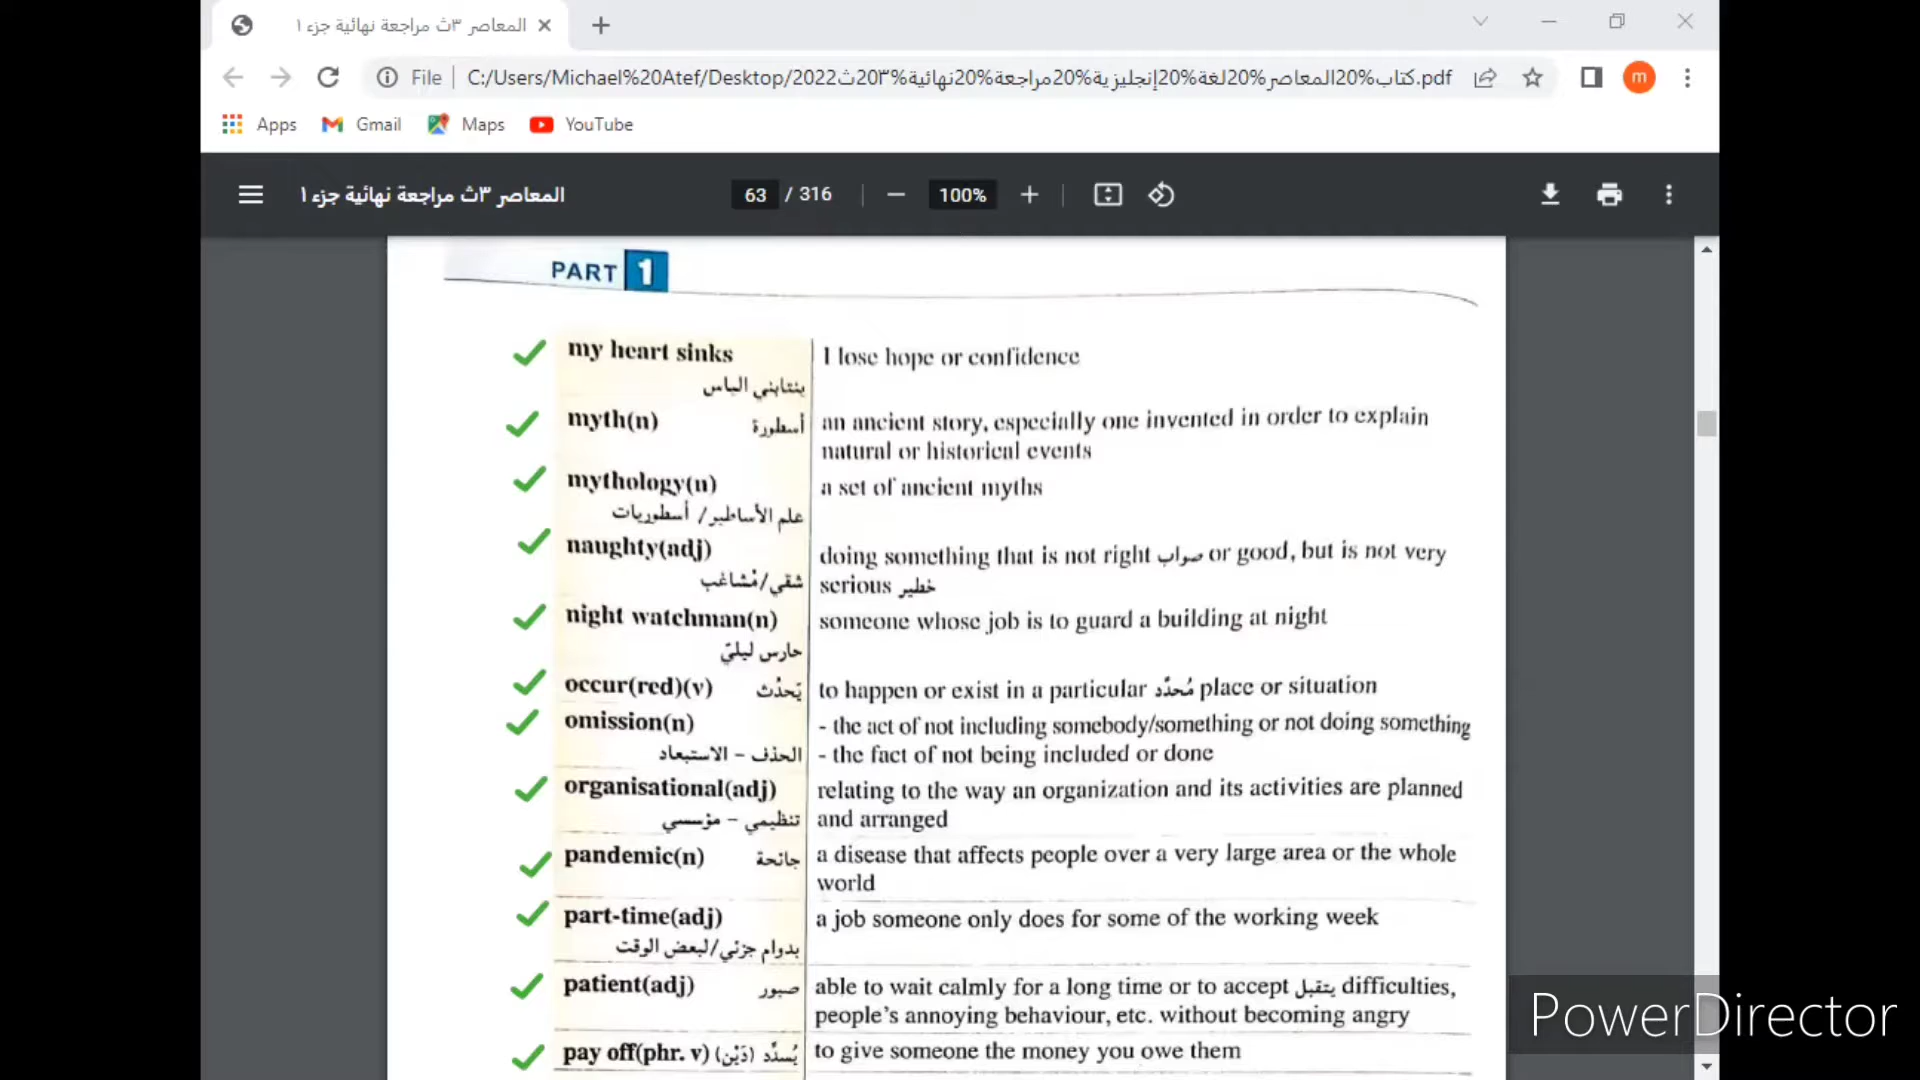 المعاصر ٣ث مراجعة نهائية جزء ١
File
C:/Users/Michael%20Atef/Desktop/2022كتاب%20المعاصر%20لغة%20إنجليزية%20مراجعة%20نهائية%20٣ث.pdf
m
Apps Gmail Maps YouTube
المعاصر ٣ث مراجعة نهائية جزء ١
63 / 316
100%
PART 1
my heart sinks I lose hope or confidence
ينتابني اليأس
myth(n) أسطورة an ancient story, especially one invented in order to explain
natural or historical events
mythology(n) a set of ancient myths
علم الأساطير/ أسطوريات
naughty(adj) doing something that is not right صواب or good, but is not very
شقي/مُشاغب serious خطير
night watchman(n) someone whose job is to guard a building at night
حارس ليليّ
occur(red)(v) يَحدُث to happen or exist in a particular مُحدَّد place or situation
omission(n) - the act of not including somebody/something or not doing something
الحذف – الاستبعاد - the fact of not being included or done
organisational(adj) relating to the way an organization and its activities are planned
تنظيمي – مؤسسي and arranged
pandemic(n) جائحة a disease that affects people over a very large area or the whole
world
part-time(adj) a job someone only does for some of the working week
بدوام جزئي/لبعض الوقت
patient(adj) صبور able to wait calmly for a long time or to accept يتقبل difficulties,
people's annoying behaviour, etc. without becoming angry
pay off(phr. v) يُسدِّد (دَيْن) to give someone the money you owe them
PowerDirector